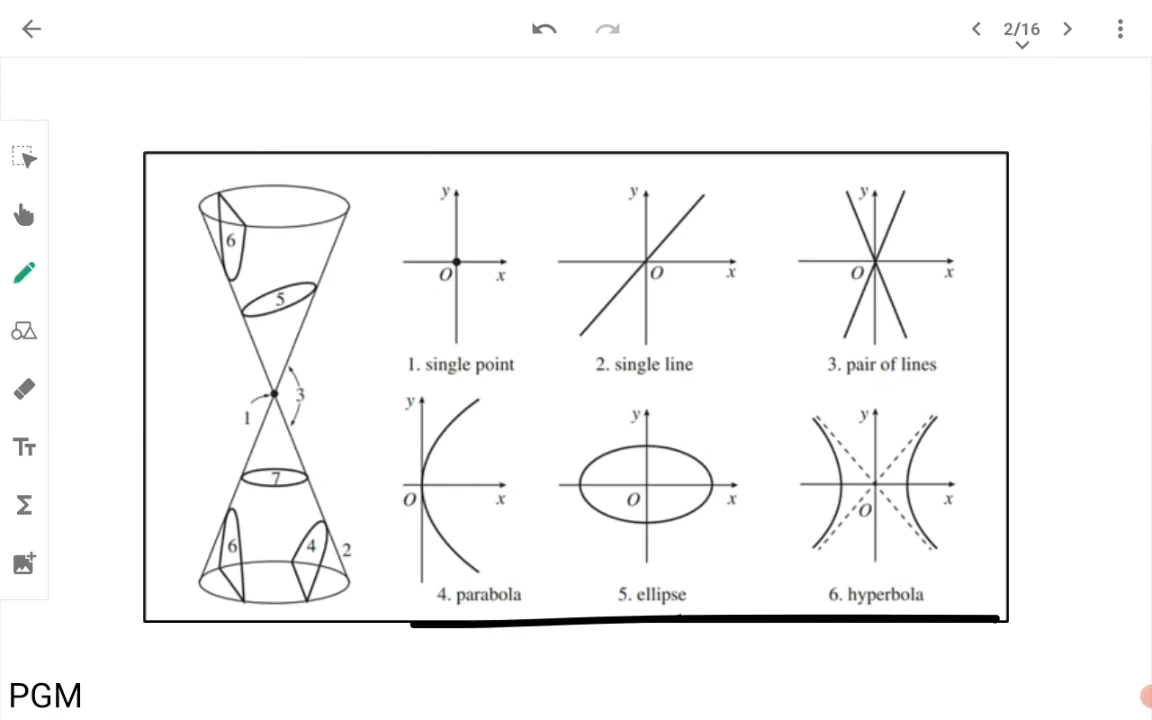 2/16
6
5
3
1
7
6
4
2
y
O
x
1. single point
y
O
x
2. single line
y
O
x
3. pair of lines
y
O
x
4. parabola
y
O
x
5. ellipse
y
O
x
6. hyperbola
Tт
Σ
PGM